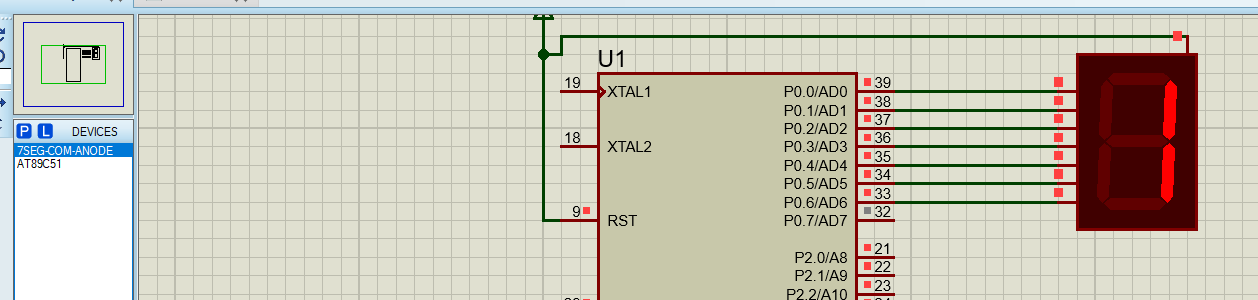 U1
P L DEVICES
7SEG-COM-ANODE
AT89C51
19 XTAL1
18 XTAL2
9 RST
P0.0/AD0 39
P0.1/AD1 38
P0.2/AD2 37
P0.3/AD3 36
P0.4/AD4 35
P0.5/AD5 34
P0.6/AD6 33
P0.7/AD7 32
P2.0/A8 21
P2.1/A9 22
P2.2/A10 23
1